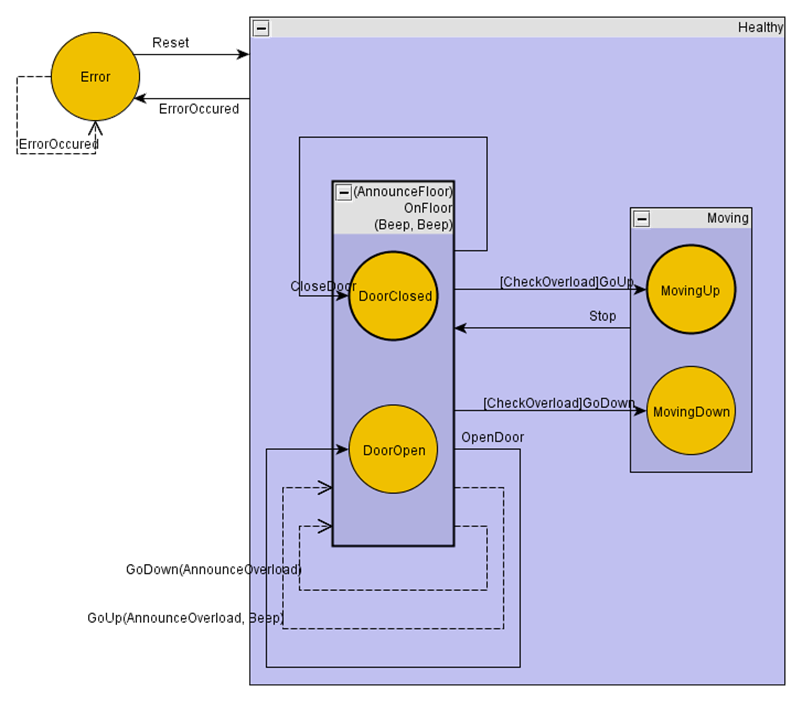 Healthy
Reset
Error
ErrorOccured
ErrorOccured
(AnnounceFloor)
OnFloor
(Beep, Beep)
Moving
CloseDoor
DoorClosed
[CheckOverload]GoUp
MovingUp
Stop
[CheckOverload]GoDown
MovingDown
OpenDoor
DoorOpen
GoDown(AnnounceOverload)
GoUp(AnnounceOverload, Beep)